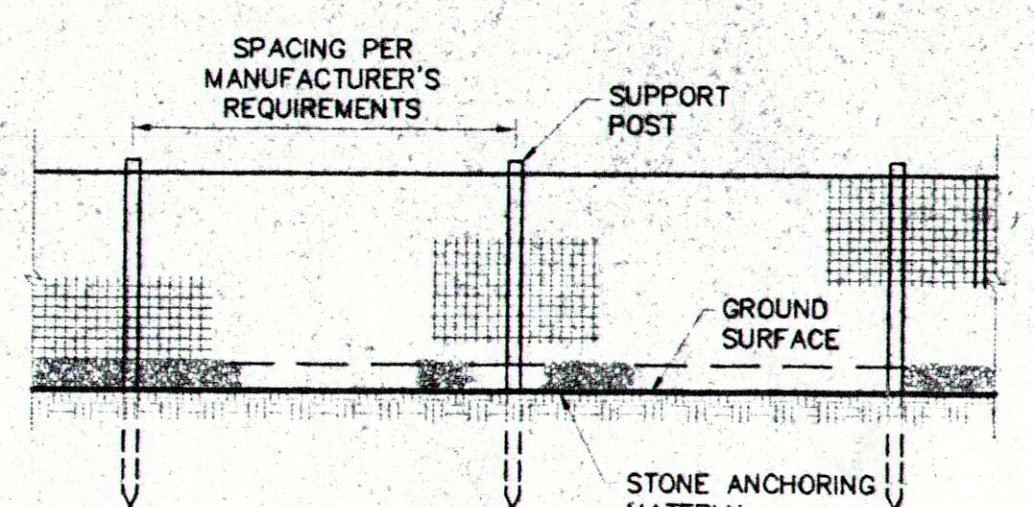 SPACING PER
MANUFACTURER'S
REQUIREMENTS
SUPPORT
POST
GROUND
SURFACE
STONE ANCHORING